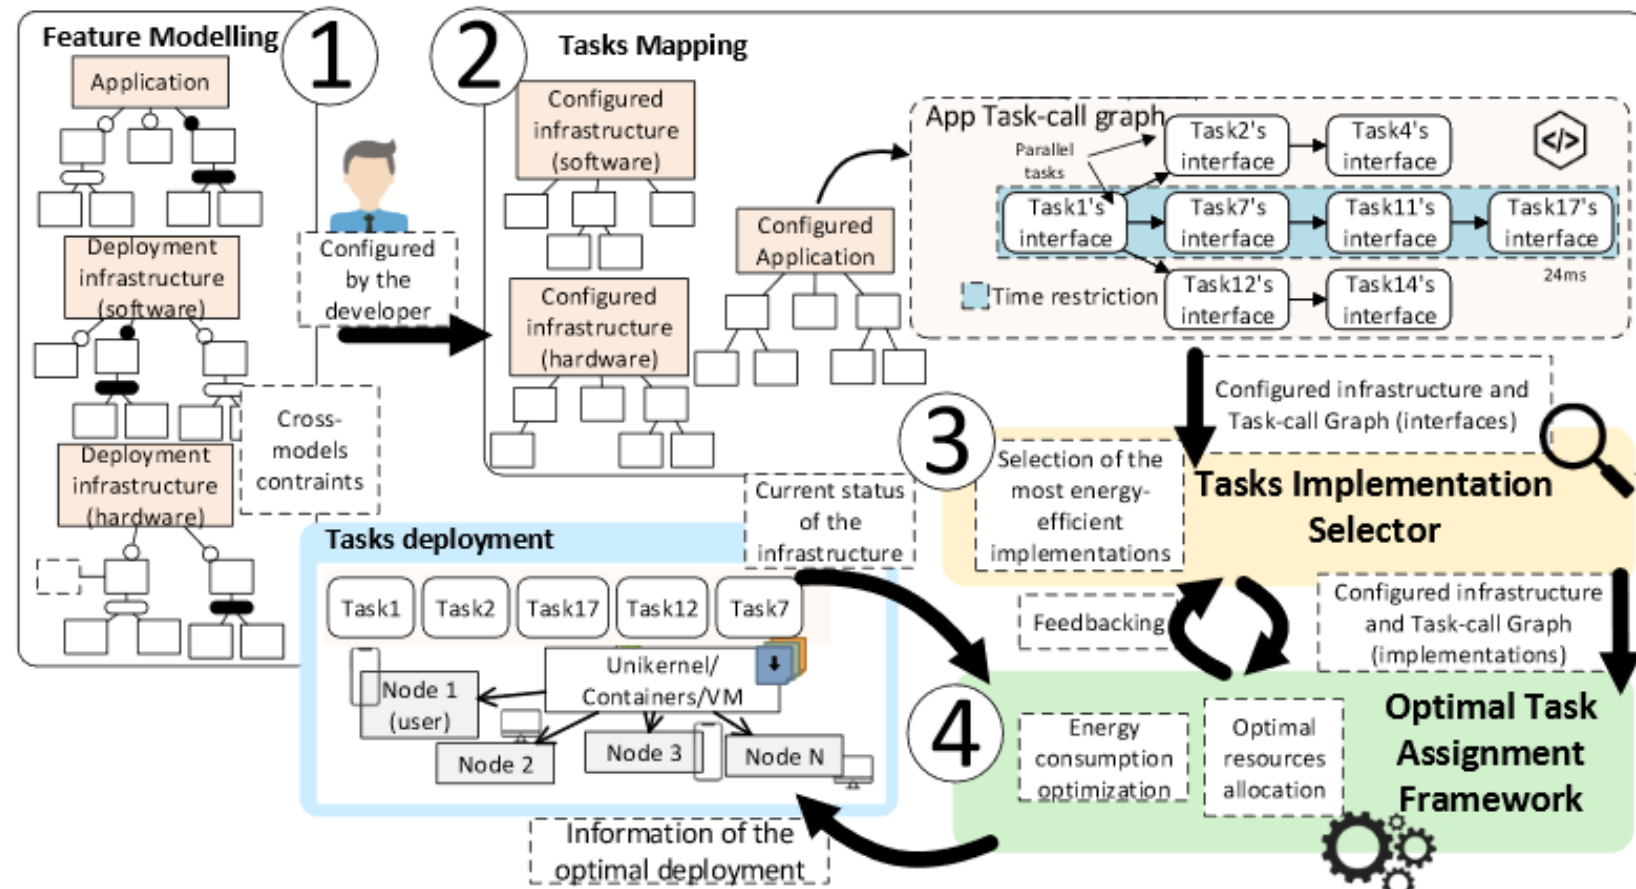 Feature Modelling
1
Application
Deployment
infrastructure
(software)
Deployment
infrastructure
(hardware)
Cross-
models
contraints
Configured
by the
developer
2
Tasks Mapping
Configured
infrastructure
(software)
Configured
infrastructure
(hardware)
Configured
Application
App Task-call graph
Parallel
tasks
Task2's
interface
Task4's
interface
</>
Task1's
interface
Task7's
interface
Task11's
interface
Task17's
interface
24ms
Time restriction
Task12's
interface
Task14's
interface
Configured infrastructure and
Task-call Graph (interfaces)
3
Selection of the
most energy-
efficient
implementations
Tasks Implementation
Selector
Current status
of the
infrastructure
Feedbacking
Configured infrastructure
and Task-call Graph
(implementations)
4
Energy
consumption
optimization
Optimal
resources
allocation
Optimal Task
Assignment
Framework
Tasks deployment
Task1
Task2
Task17
Task12
Task7
Unikernel/
Containers/VM
Node 1
(user)
Node 2
Node 3
Node N
Information of the
optimal deployment